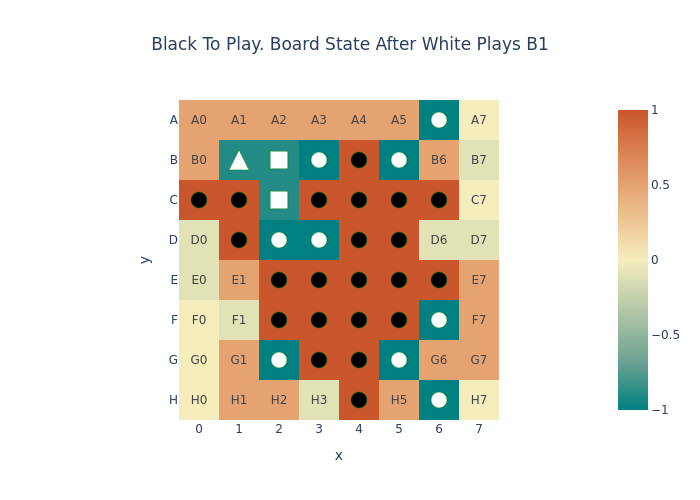 Black To Play. Board State After White Plays B1
A A0 A1 A2 A3 A4 A5 A7
B B0 B6 B7
C C7
D D0 D6 D7
E E0 E1 E7
F F0 F1 F7
G G0 G1 G6 G7
H H0 H1 H2 H3 H5 H7
0 1 2 3 4 5 6 7
x
y
1
0.5
0
−0.5
−1